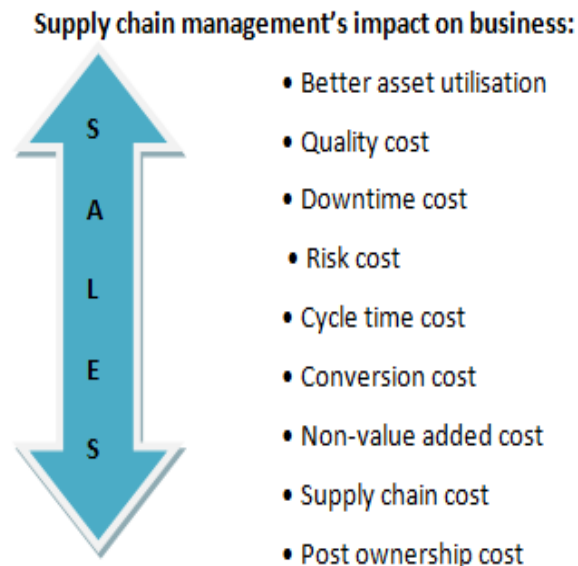 Supply chain management's impact on business:
S
A
L
E
S
• Better asset utilisation
• Quality cost
• Downtime cost
• Risk cost
• Cycle time cost
• Conversion cost
• Non-value added cost
• Supply chain cost
• Post ownership cost